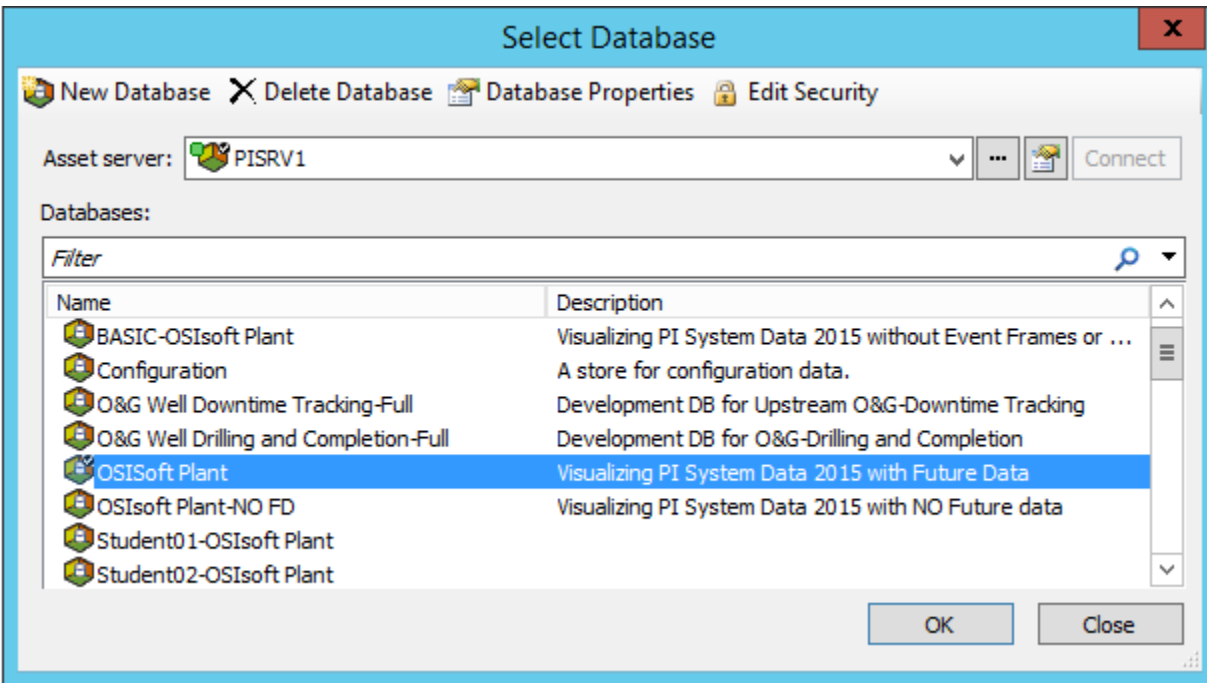 Select Database
x
New Database Delete Database Database Properties Edit Security
Asset server: PISRV1 ... Connect
Databases:
Filter
Name Description
BASIC-OSIsoft Plant Visualizing PI System Data 2015 without Event Frames or ...
Configuration A store for configuration data.
O&G Well Downtime Tracking-Full Development DB for Upstream O&G-Downtime Tracking
O&G Well Drilling and Completion-Full Development DB for O&G-Drilling and Completion
OSISoft Plant Visualizing PI System Data 2015 with Future Data
OSIsoft Plant-NO FD Visualizing PI System Data 2015 with NO Future data
Student01-OSIsoft Plant
Student02-OSIsoft Plant
OK Close